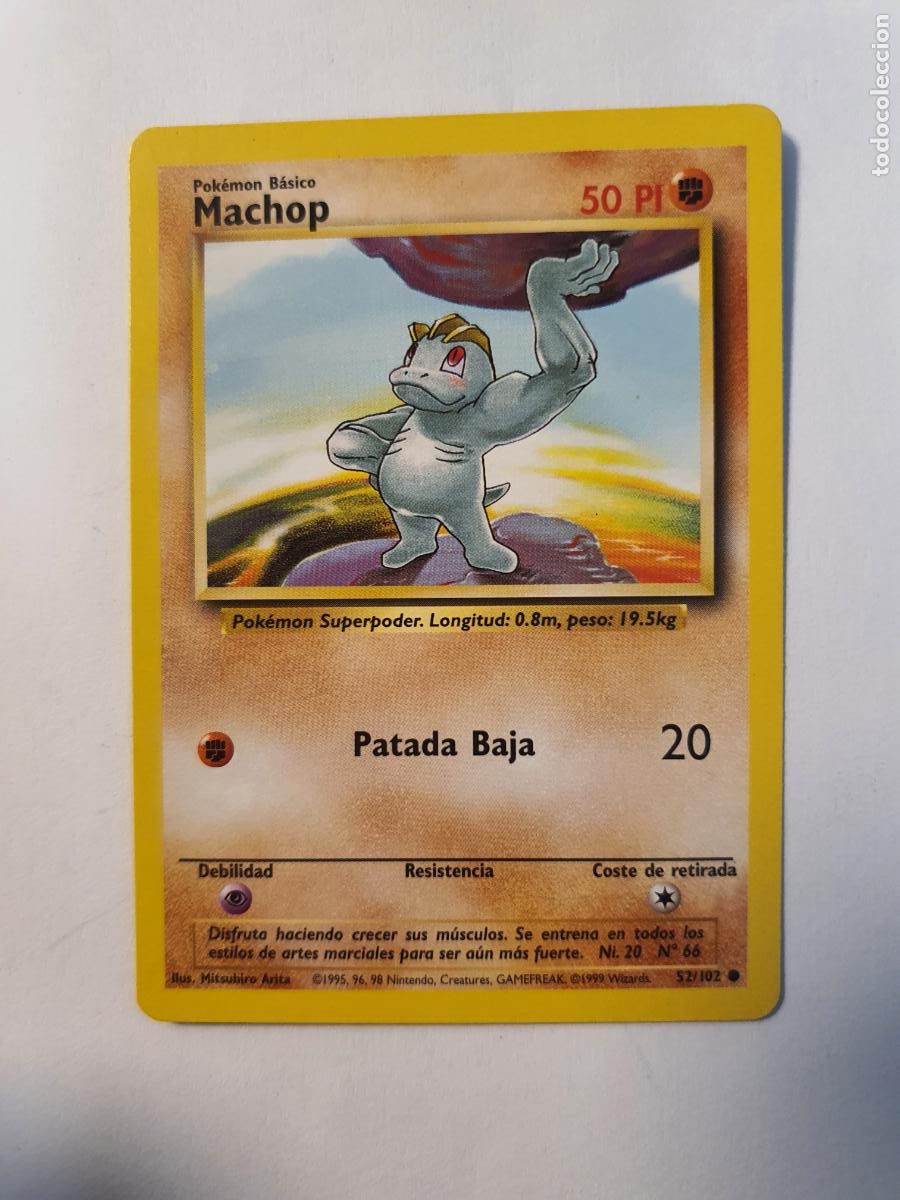 Pokémon Básico
Machop
50 PI
Pokémon Superpoder. Longitud: 0.8m, peso: 19.5kg
Patada Baja 20
Debilidad Resistencia Coste de retirada
Disfruta haciendo crecer sus músculos. Se entrena en todos los
estilos de artes marciales para ser aún más fuerte. Ni. 20 Nº 66
Ilus. Mitsuhiro Arita ©1995, 96, 98 Nintendo, Creatures, GAMEFREAK. ©1999 Wizards. 52/102
todocoleccion